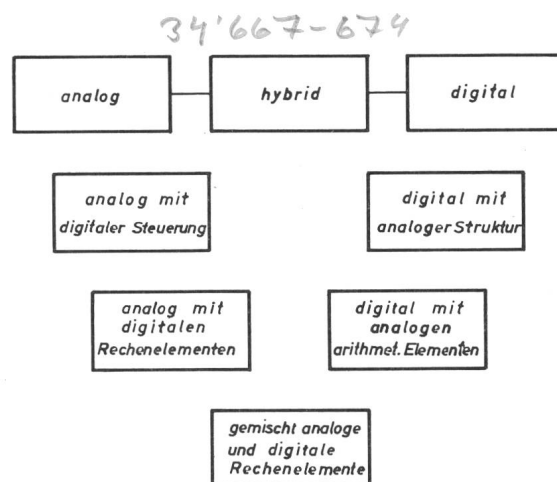 34'667-674
analog
hybrid
digital
analog mit
digitaler Steuerung
digital mit
analoger Struktur
analog mit
digitalen
Rechenelementen
digital mit
analogen
arithmet. Elementen
gemischt analoge
und digitale
Rechenelemente